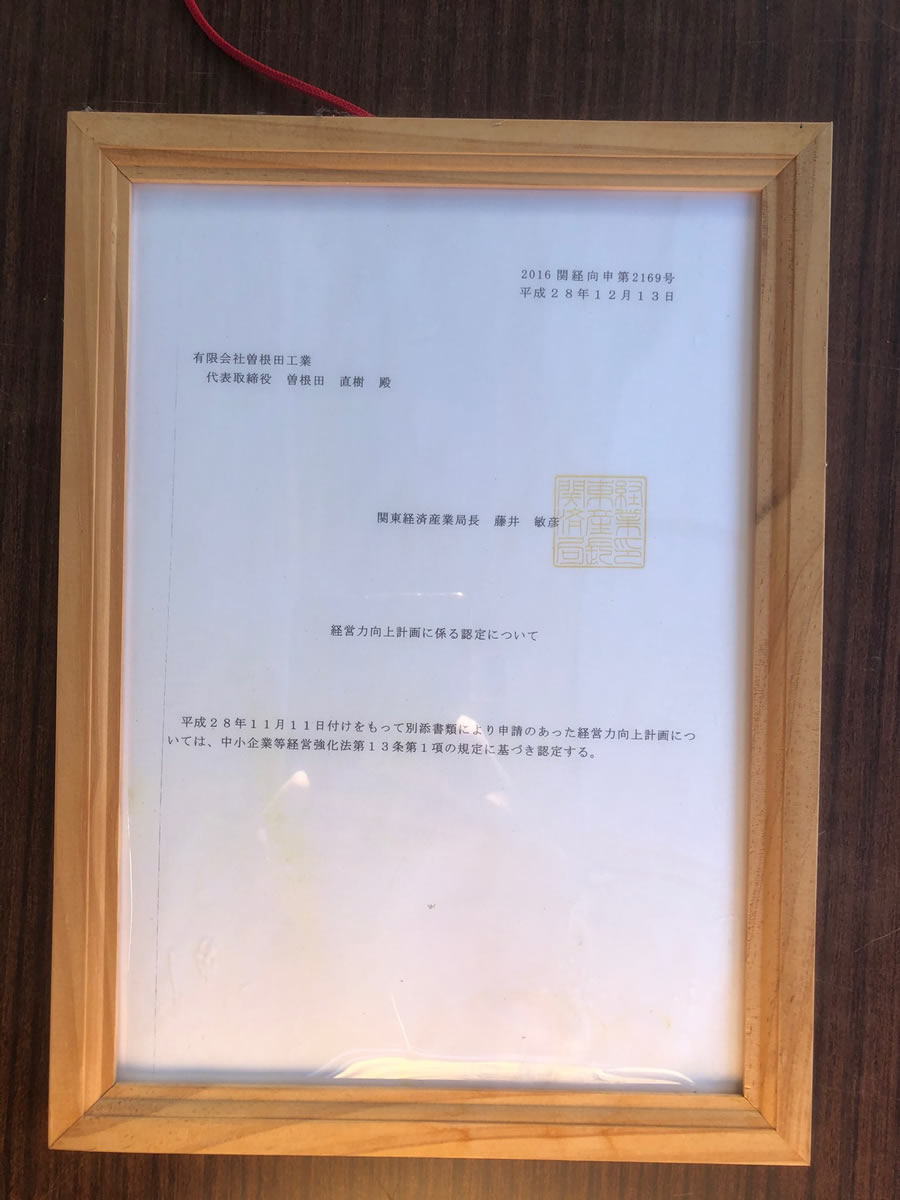 2016関経向申第2169号
平成２８年１２月１３日
有限会社曽根田工業
代表取締役　曽根田　直樹　殿
関東経済産業局長　藤井　敏彦
経済産業局長印
経営力向上計画に係る認定について
平成２８年１１月１１日付けをもって別添書類により申請のあった経営力向上計画につ
いては、中小企業等経営強化法第１３条第１項の規定に基づき認定する。